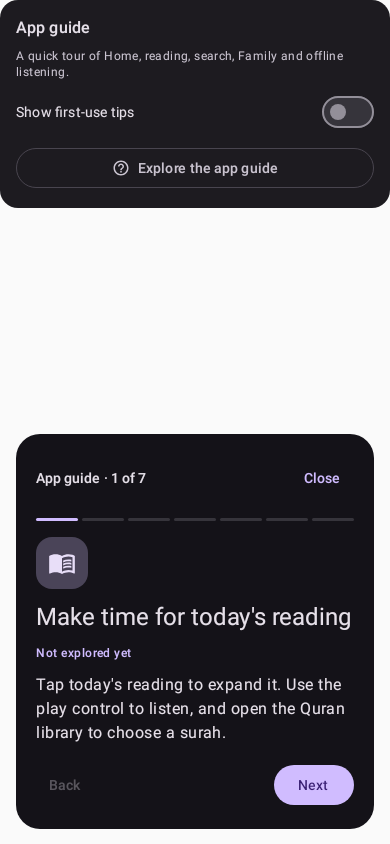 App guide
A quick tour of Home, reading, search, Family and offline
listening.
Show first-use tips
Explore the app guide
App guide · 1 of 7
Close
Make time for today's reading
Not explored yet
Tap today's reading to expand it. Use the
play control to listen, and open the Quran
library to choose a surah.
Back
Next